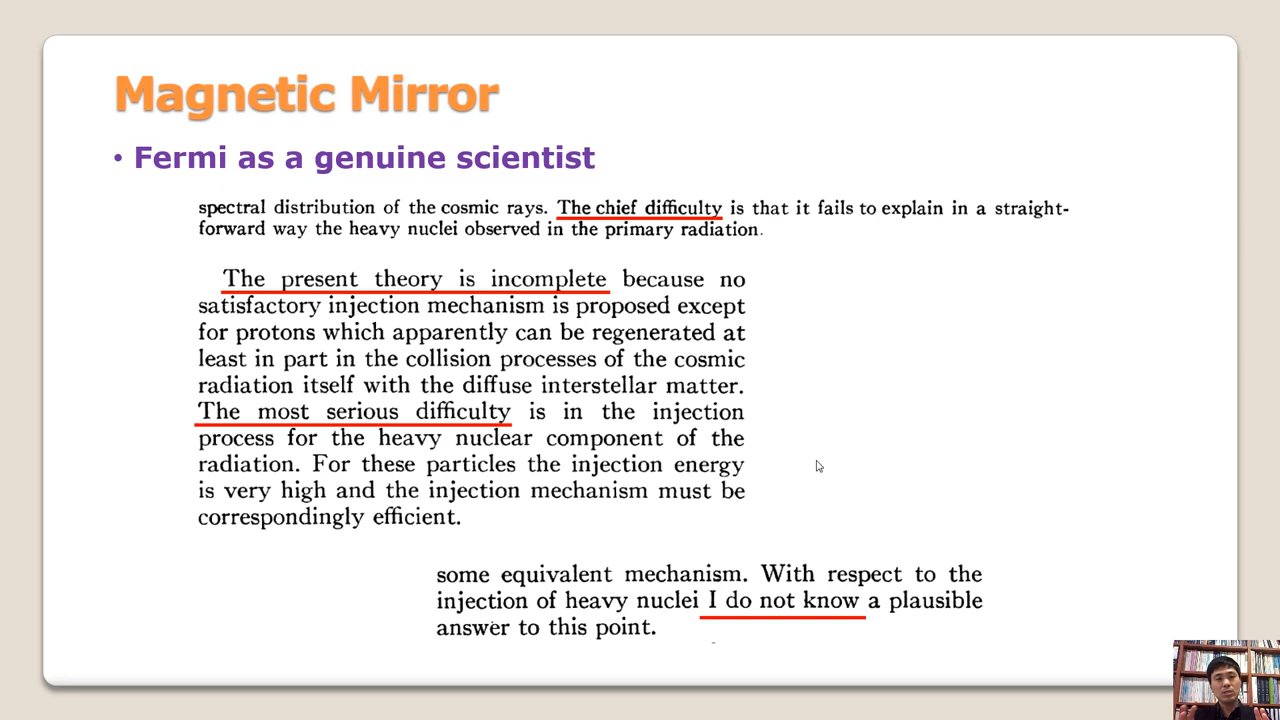 Magnetic Mirror
• Fermi as a genuine scientist
spectral distribution of the cosmic rays. The chief difficulty is that it fails to explain in a straight-
forward way the heavy nuclei observed in the primary radiation.
The present theory is incomplete because no
satisfactory injection mechanism is proposed except
for protons which apparently can be regenerated at
least in part in the collision processes of the cosmic
radiation itself with the diffuse interstellar matter.
The most serious difficulty is in the injection
process for the heavy nuclear component of the
radiation. For these particles the injection energy
is very high and the injection mechanism must be
correspondingly efficient.
some equivalent mechanism. With respect to the
injection of heavy nuclei I do not know a plausible
answer to this point.